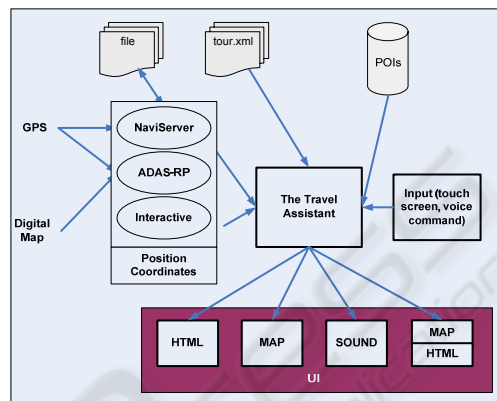 file
tour.xml
POIs
GPS
NaviServer
ADAS-RP
Interactive
Digital
Map
Position
Coordinates
The Travel
Assistant
Input (touch
screen, voice
command)
HTML
MAP
SOUND
MAP
HTML
UI